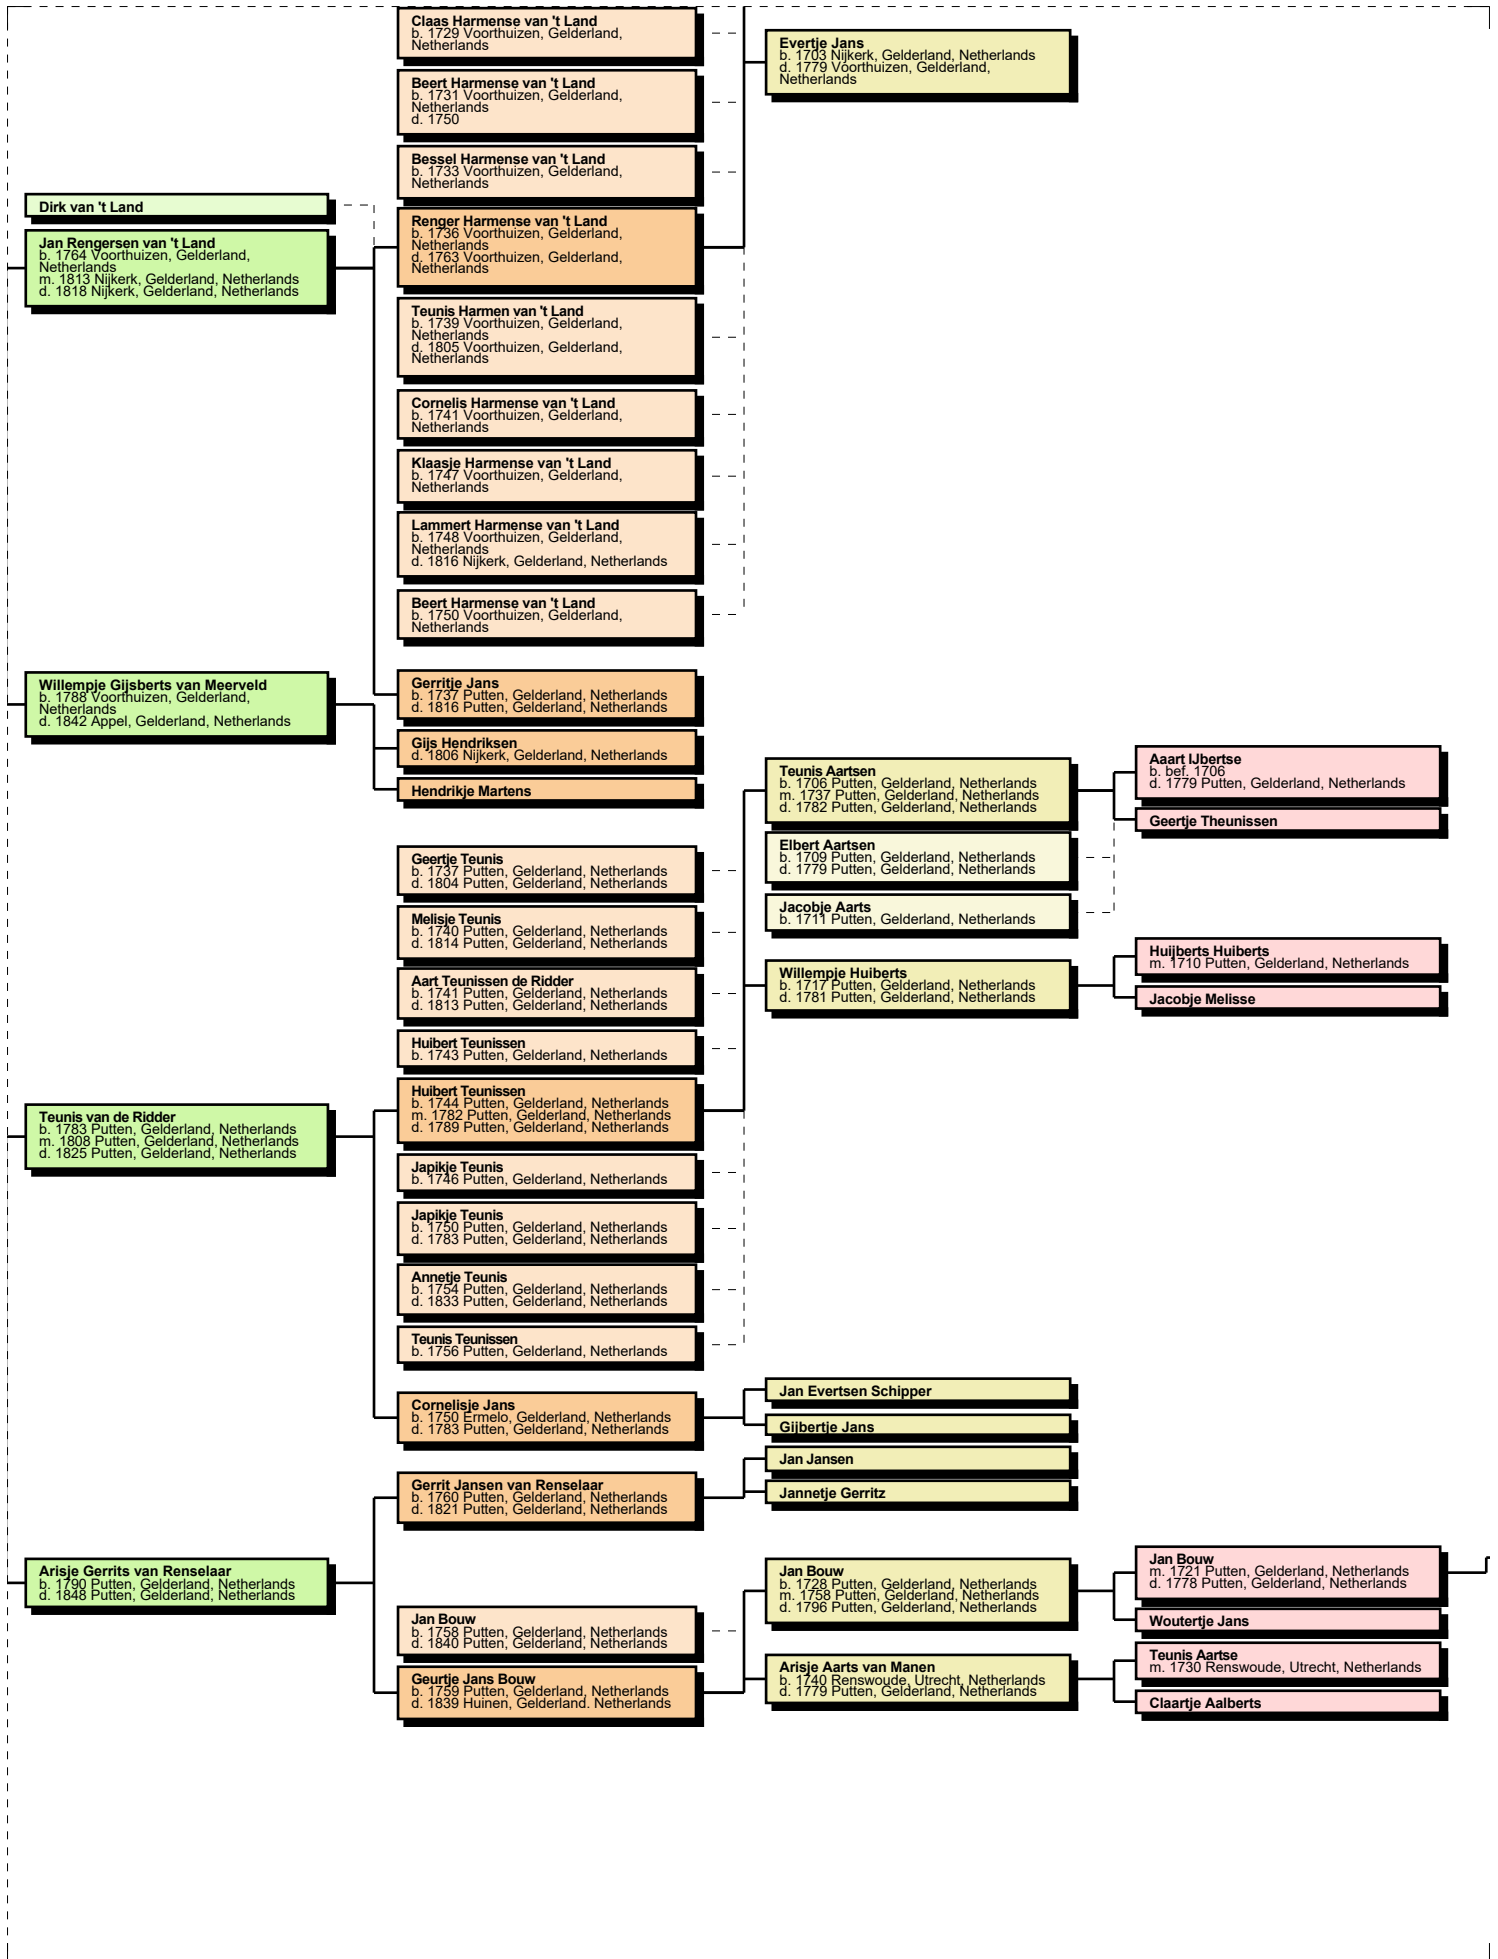 Claas Harmense van 't Land
b. 1729 Voorthuizen, Gelderland,
Netherlands
Evertje Jans
b. 1703 Nijkerk, Gelderland, Netherlands
d. 1779 Voorthuizen, Gelderland,
Netherlands
Beert Harmense van 't Land
b. 1731 Voorthuizen, Gelderland,
Netherlands
d. 1750
Bessel Harmense van 't Land
b. 1733 Voorthuizen, Gelderland,
Netherlands
Dirk van 't Land
Jan Rengersen van 't Land
b. 1764 Voorthuizen, Gelderland,
Netherlands
m. 1813 Nijkerk, Gelderland, Netherlands
d. 1818 Nijkerk, Gelderland, Netherlands
Renger Harmense van 't Land
b. 1736 Voorthuizen, Gelderland,
Netherlands
d. 1763 Voorthuizen, Gelderland,
Netherlands
Teunis Harmen van 't Land
b. 1739 Voorthuizen, Gelderland,
Netherlands
d. 1805 Voorthuizen, Gelderland,
Netherlands
Cornelis Harmense van 't Land
b. 1741 Voorthuizen, Gelderland,
Netherlands
Klaasje Harmense van 't Land
b. 1747 Voorthuizen, Gelderland,
Netherlands
Lammert Harmense van 't Land
b. 1748 Voorthuizen, Gelderland,
Netherlands
d. 1816 Nijkerk, Gelderland, Netherlands
Beert Harmense van 't Land
b. 1750 Voorthuizen, Gelderland,
Netherlands
Willempje Gijsberts van Meerveld
b. 1788 Voorthuizen, Gelderland,
Netherlands
d. 1842 Appel, Gelderland, Netherlands
Gerritje Jans
b. 1737 Putten, Gelderland, Netherlands
d. 1816 Putten, Gelderland, Netherlands
Gijs Hendriksen
d. 1806 Nijkerk, Gelderland, Netherlands
Hendrikje Martens
Teunis Aartsen
b. 1706 Putten, Gelderland, Netherlands
m. 1737 Putten, Gelderland, Netherlands
d. 1782 Putten, Gelderland, Netherlands
Aaart IJbertse
b. bef. 1706
d. 1779 Putten, Gelderland, Netherlands
Geertje Theunissen
Elbert Aartsen
b. 1709 Putten, Gelderland, Netherlands
d. 1779 Putten, Gelderland, Netherlands
Jacobje Aarts
b. 1711 Putten, Gelderland, Netherlands
Geertje Teunis
b. 1737 Putten, Gelderland, Netherlands
d. 1804 Putten, Gelderland, Netherlands
Melisje Teunis
b. 1740 Putten, Gelderland, Netherlands
d. 1814 Putten, Gelderland, Netherlands
Aart Teunissen de Ridder
b. 1741 Putten, Gelderland, Netherlands
d. 1813 Putten, Gelderland, Netherlands
Willempje Huiberts
b. 1717 Putten, Gelderland, Netherlands
d. 1781 Putten, Gelderland, Netherlands
Huijberts Huiberts
m. 1710 Putten, Gelderland, Netherlands
Jacobje Melisse
Huibert Teunissen
b. 1743 Putten, Gelderland, Netherlands
Huibert Teunissen
b. 1744 Putten, Gelderland, Netherlands
m. 1782 Putten, Gelderland, Netherlands
d. 1789 Putten, Gelderland, Netherlands
Teunis van de Ridder
b. 1783 Putten, Gelderland, Netherlands
m. 1808 Putten, Gelderland, Netherlands
d. 1825 Putten, Gelderland, Netherlands
Japikje Teunis
b. 1746 Putten, Gelderland, Netherlands
Japikje Teunis
b. 1750 Putten, Gelderland, Netherlands
d. 1783 Putten, Gelderland, Netherlands
Annetje Teunis
b. 1754 Putten, Gelderland, Netherlands
d. 1833 Putten, Gelderland, Netherlands
Teunis Teunissen
b. 1756 Putten, Gelderland, Netherlands
Cornelisje Jans
b. 1750 Ermelo, Gelderland, Netherlands
d. 1783 Putten, Gelderland, Netherlands
Jan Evertsen Schipper
Gijbertje Jans
Jan Jansen
Jannetje Gerritz
Gerrit Jansen van Renselaar
b. 1760 Putten, Gelderland, Netherlands
d. 1821 Putten, Gelderland, Netherlands
Arisje Gerrits van Renselaar
b. 1790 Putten, Gelderland, Netherlands
d. 1848 Putten, Gelderland, Netherlands
Jan Bouw
b. 1758 Putten, Gelderland, Netherlands
d. 1840 Putten, Gelderland, Netherlands
Geurtje Jans Bouw
b. 1759 Putten, Gelderland, Netherlands
d. 1839 Huinen, Gelderland. Netherlands
Jan Bouw
b. 1728 Putten, Gelderland, Netherlands
m. 1758 Putten, Gelderland, Netherlands
d. 1796 Putten, Gelderland, Netherlands
Arisje Aarts van Manen
b. 1740 Renswoude, Utrecht, Netherlands
d. 1779 Putten, Gelderland, Netherlands
Jan Bouw
m. 1721 Putten, Gelderland, Netherlands
d. 1778 Putten, Gelderland, Netherlands
Woutertje Jans
Teunis Aartse
m. 1730 Renswoude, Utrecht, Netherlands
Claartje Aalberts